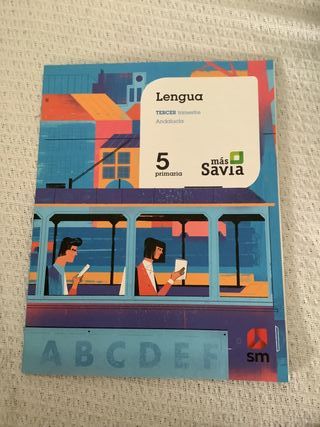 Lengua
TERCER trimestre
Andalucía
5
primaria
más
Savia
ABCDEF
sm